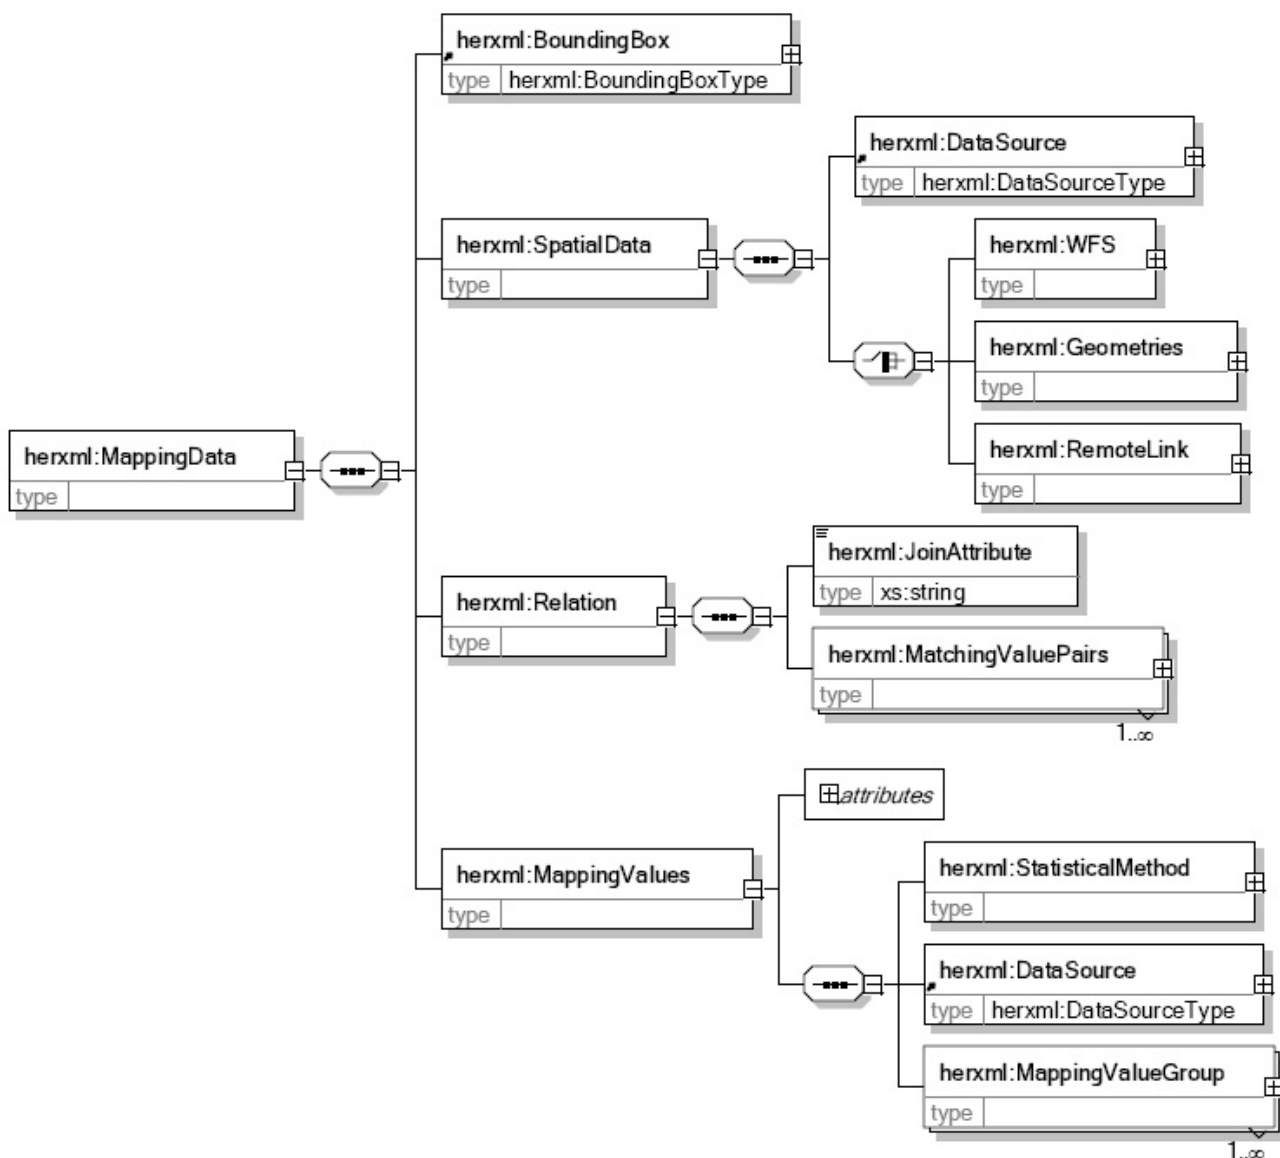 herxml:BoundingBox
type herxml:BoundingBoxType
herxml:DataSource
type herxml:DataSourceType
herxml:SpatialData
type
herxml:WFS
type
herxml:Geometries
type
herxml:RemoteLink
type
herxml:MappingData
type
herxml:JoinAttribute
type xs:string
herxml:Relation
type
herxml:MatchingValuePairs
type
1..∞
attributes
herxml:MappingValues
type
herxml:StatisticalMethod
type
herxml:DataSource
type herxml:DataSourceType
herxml:MappingValueGroup
type
1..∞